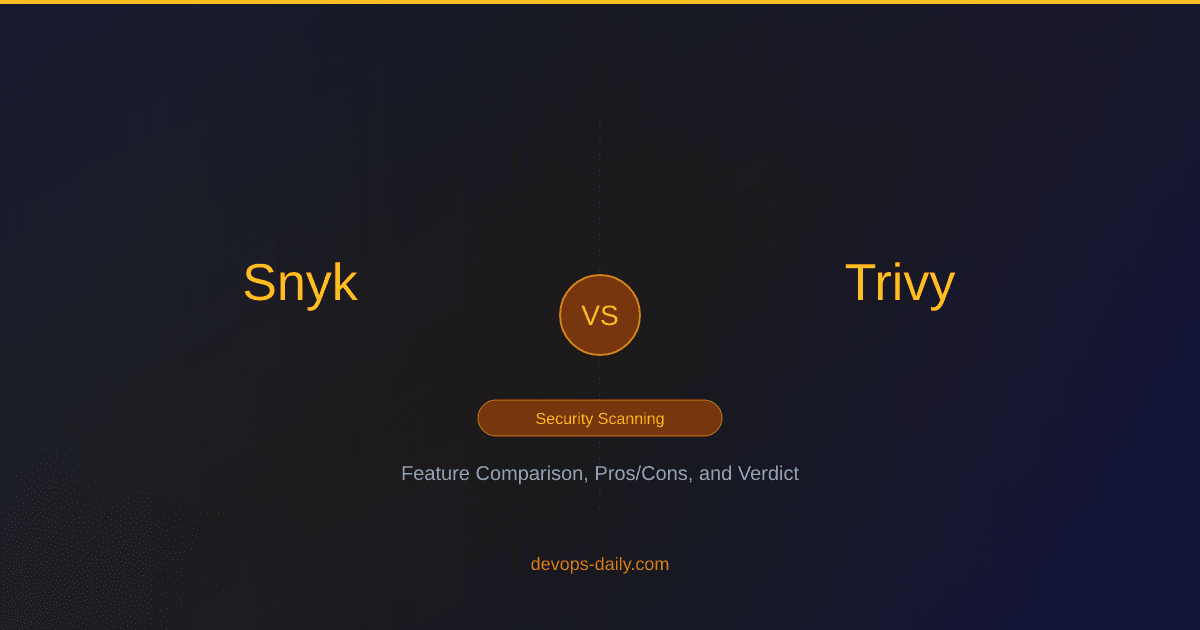 Snyk
VS
Trivy
Security Scanning
Feature Comparison, Pros/Cons, and Verdict
devops-daily.com